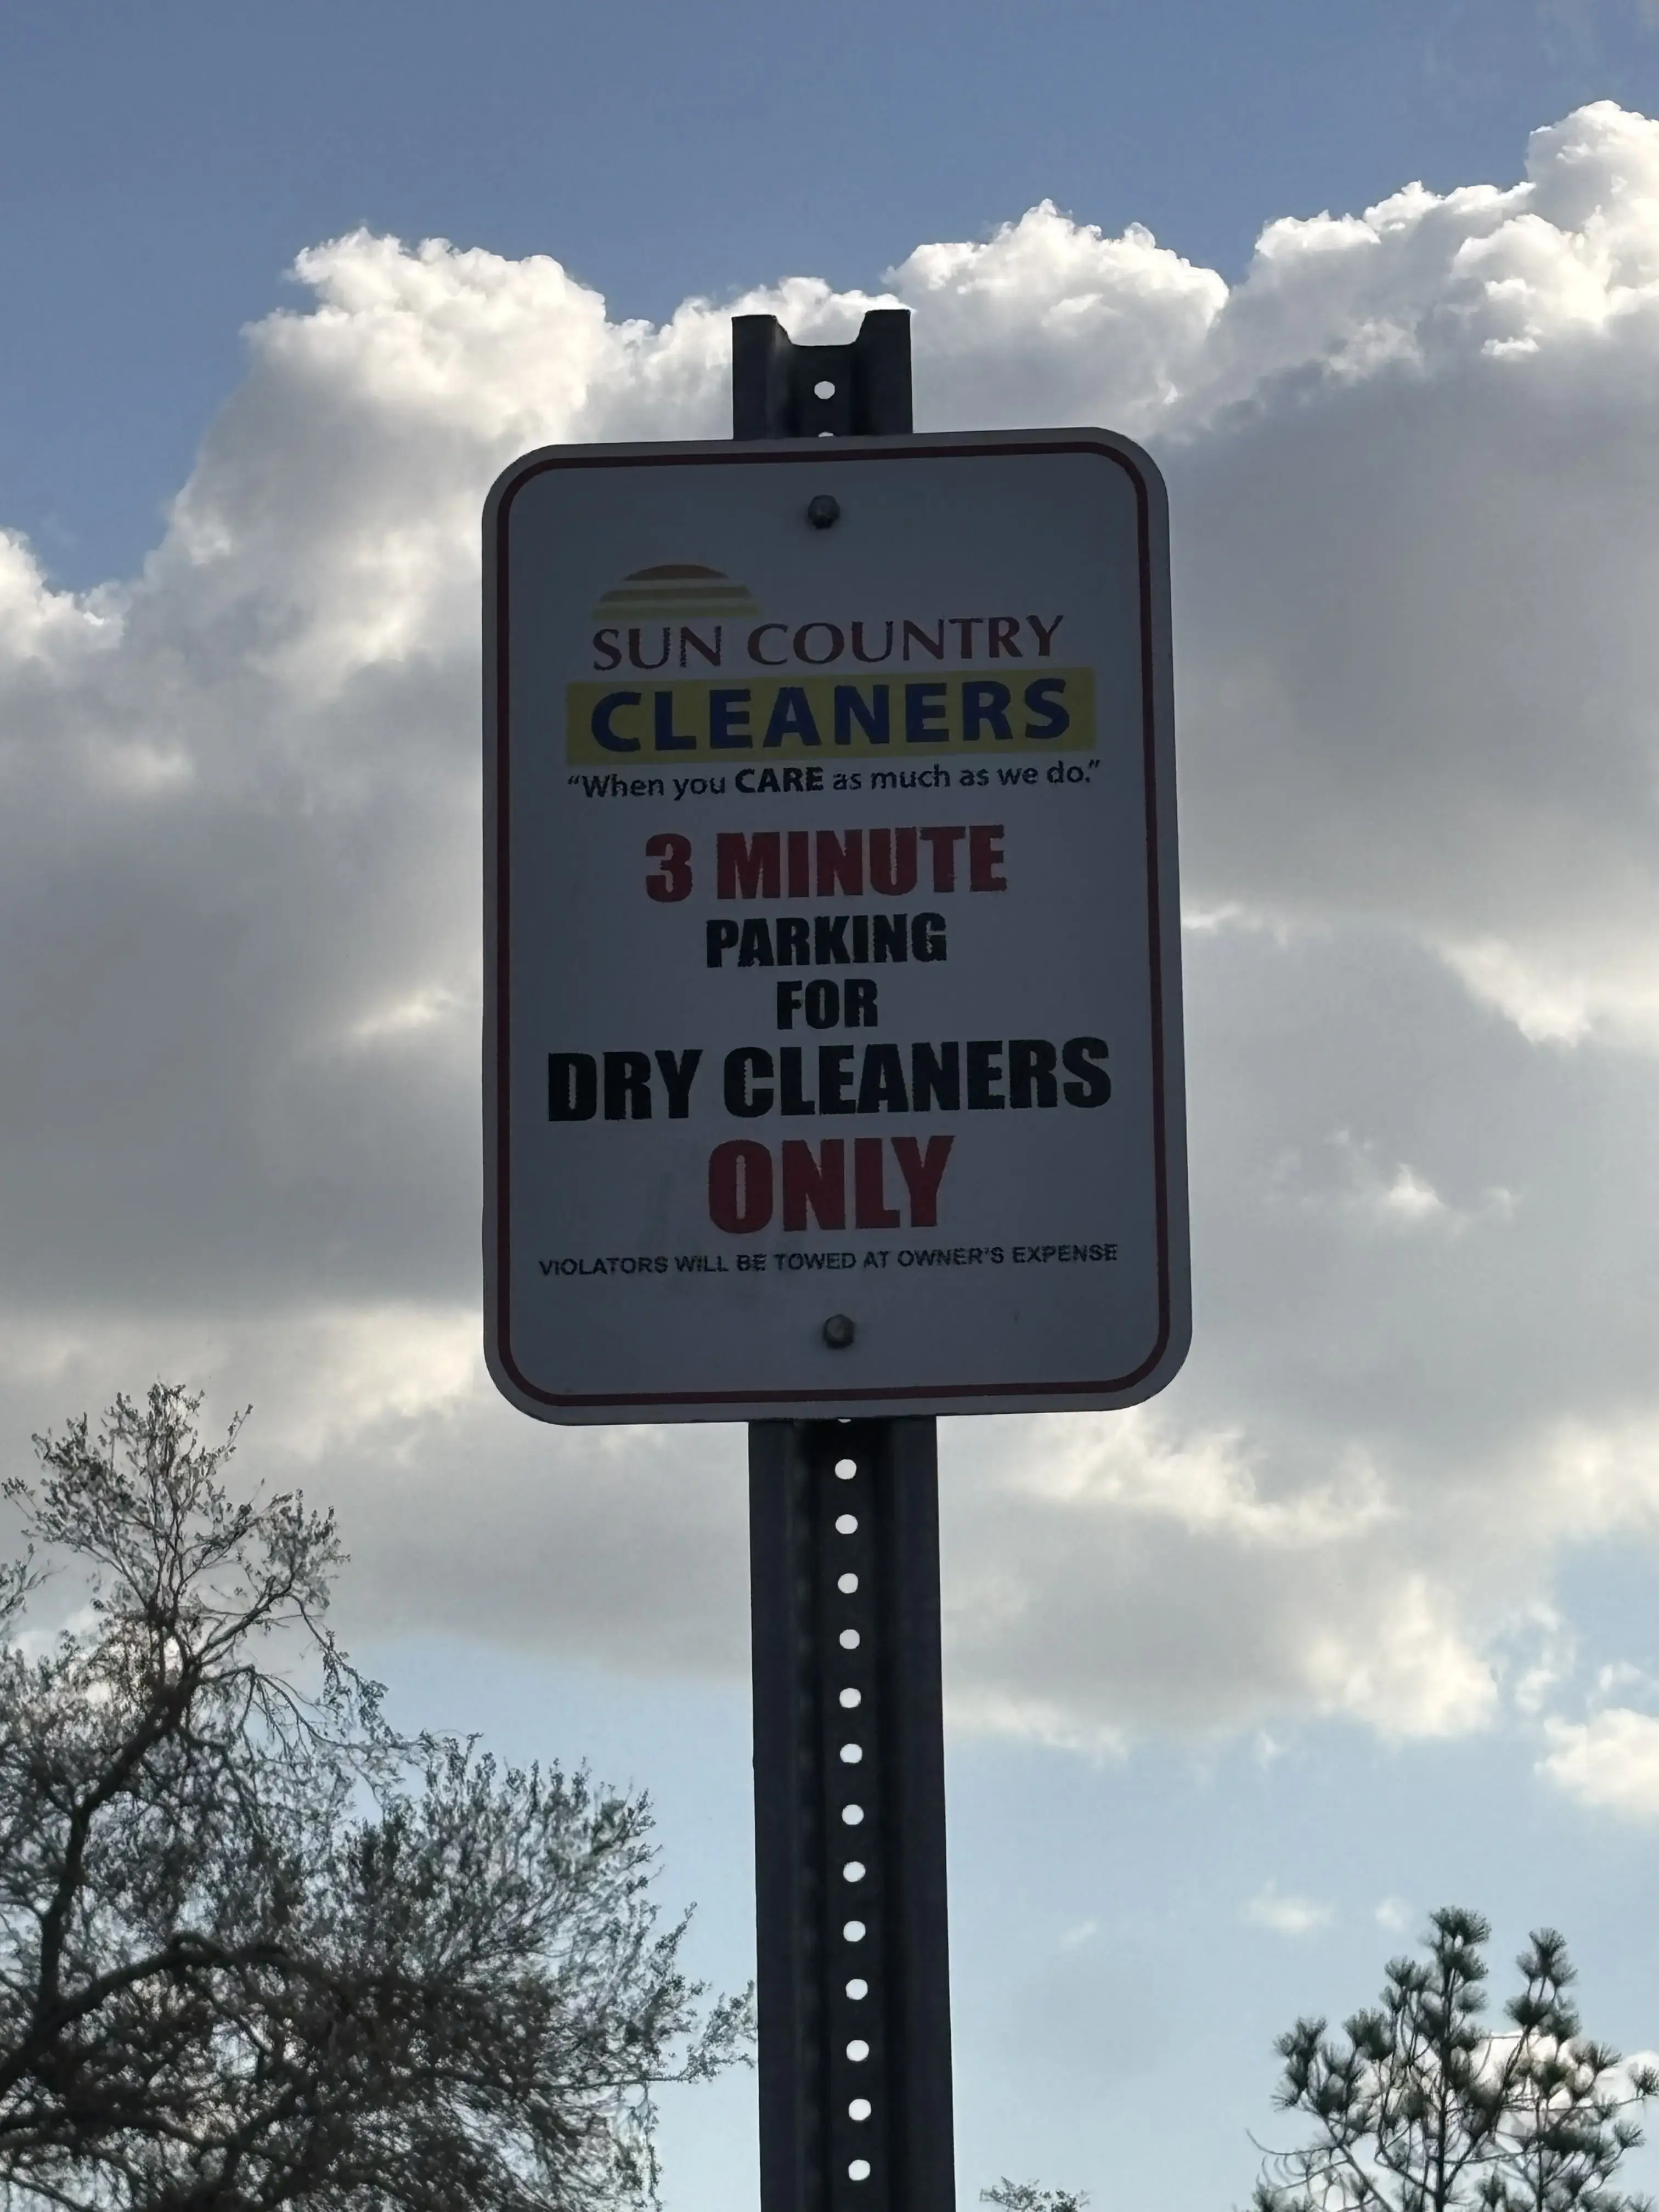 SUN COUNTRY
CLEANERS
“When you CARE as much as we do.”
3 MINUTE
PARKING
FOR
DRY CLEANERS
ONLY
VIOLATORS WILL BE TOWED AT OWNER'S EXPENSE